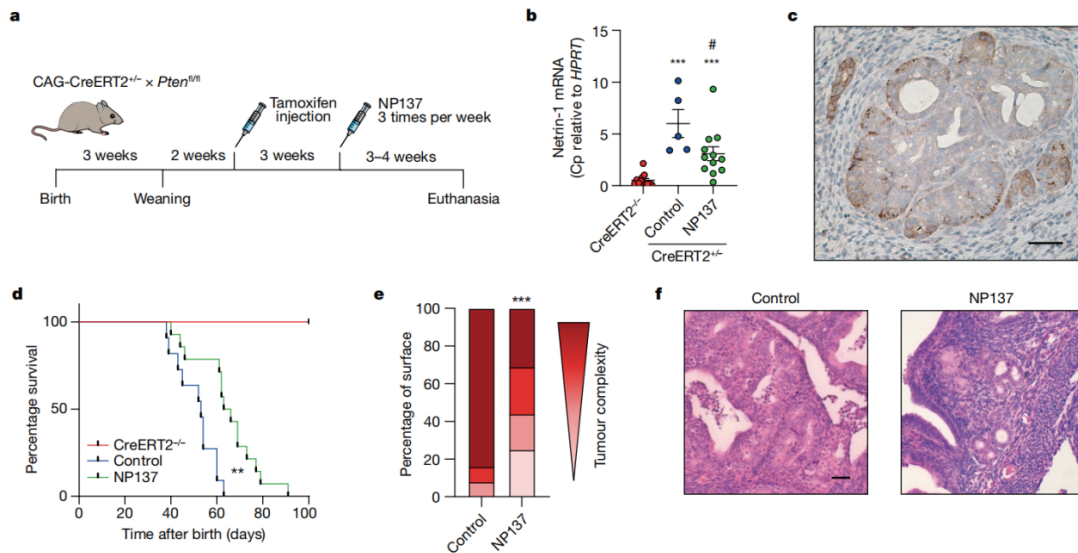 a
CAG-CreERT2+/− × Ptenfl/fl
Tamoxifen
injection
NP137
3 times per week
3 weeks
2 weeks
3 weeks
3–4 weeks
Birth
Weaning
Euthanasia
b
Netrin-1 mRNA
(Cp relative to HPRT)
15
10
5
0
***
#
***
CreERT2−/−
Control
NP137
CreERT2+/−
c
d
Percentage survival
100
50
0
CreERT2−/−
Control
NP137
**
0
20
40
60
80
100
Time after birth (days)
e
Percentage of surface
100
80
60
40
20
0
***
Control
NP137
Tumour complexity
f
Control
NP137